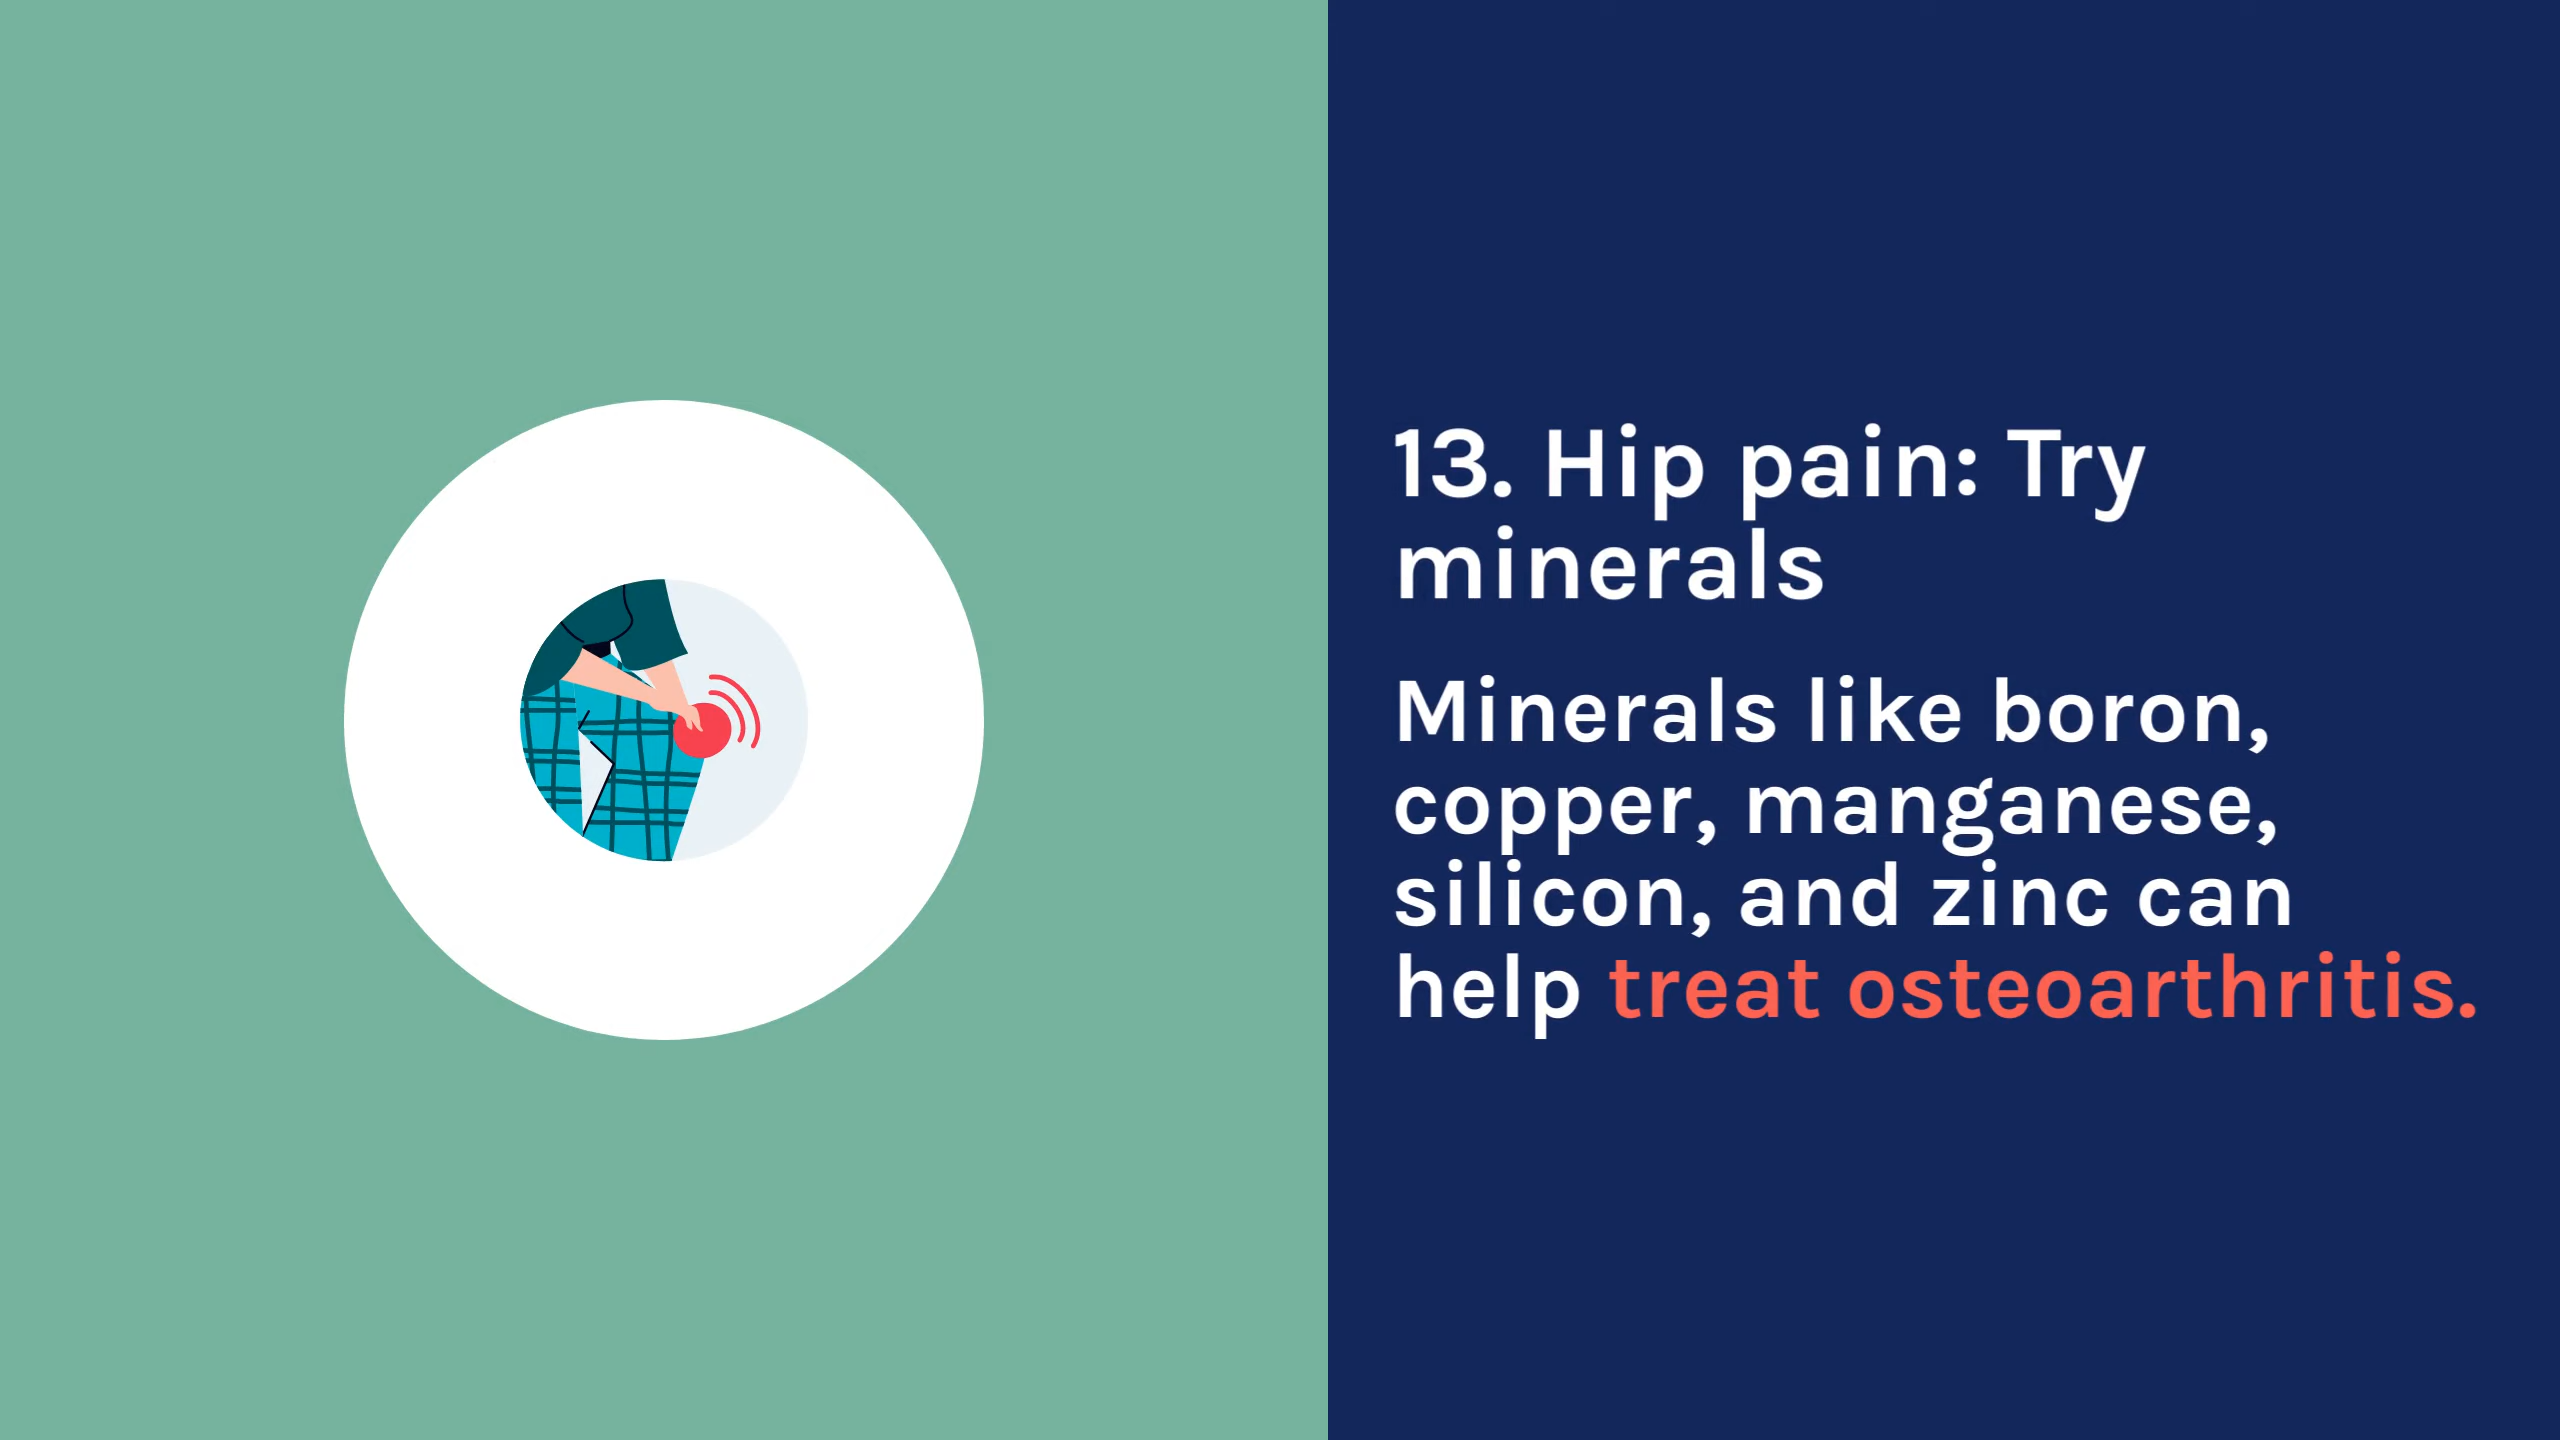 13. Hip pain: Try
minerals
Minerals like boron,
copper, manganese,
silicon, and zinc can
help treat osteoarthritis.